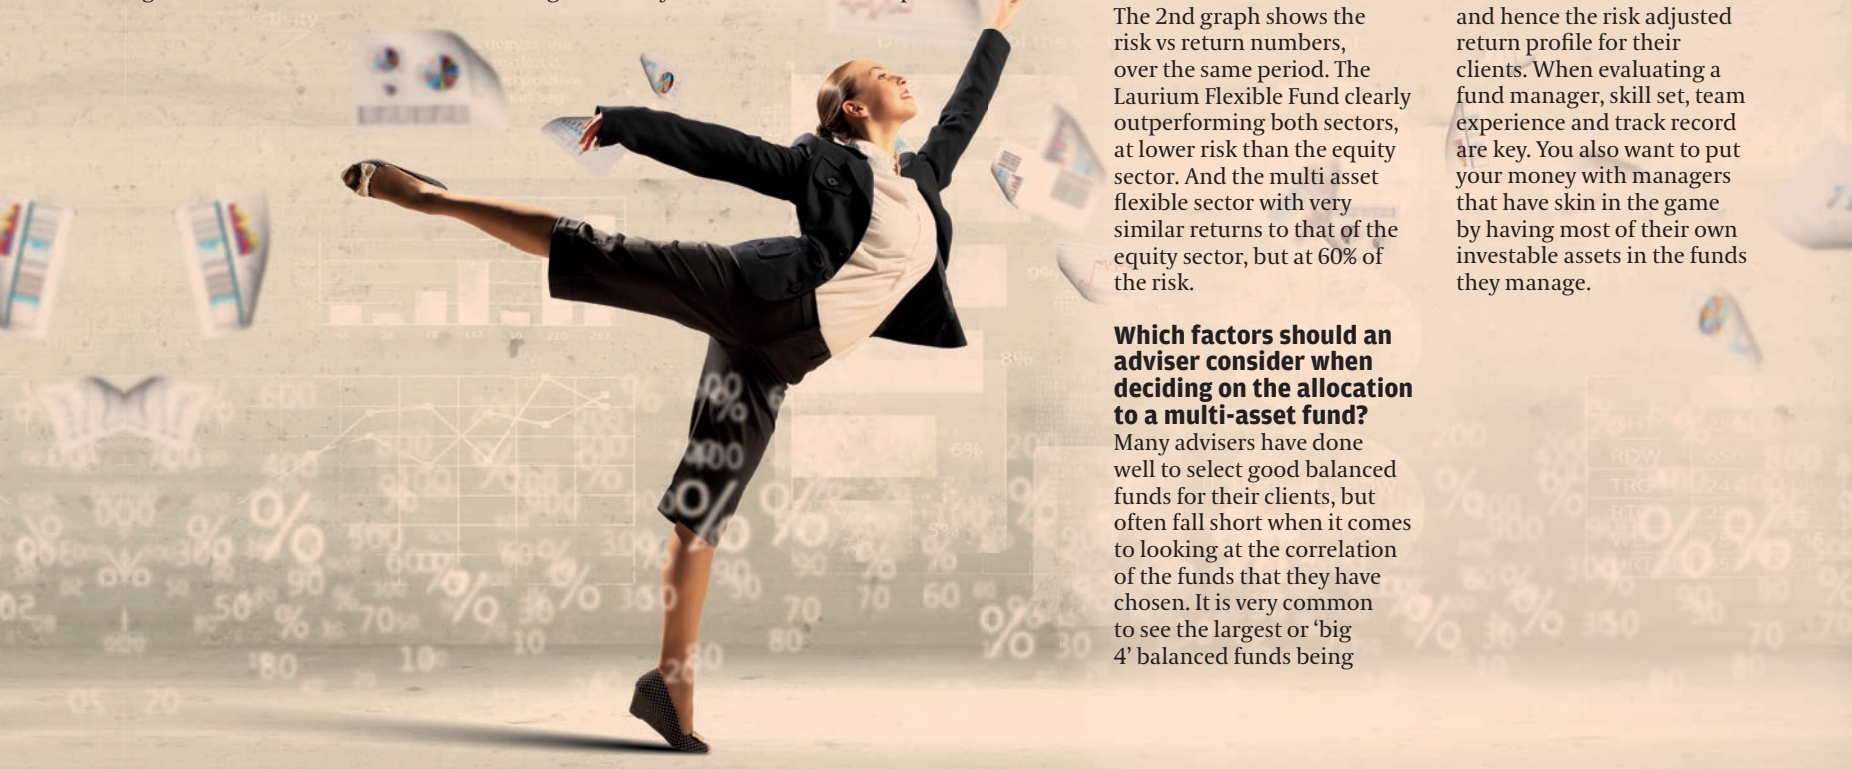 The 2nd graph shows the
risk vs return numbers,
over the same period. The
Laurium Flexible Fund clearly
outperforming both sectors,
at lower risk than the equity
sector. And the multi asset
flexible sector with very
similar returns to that of the
equity sector, but at 60% of
the risk.
Which factors should an
adviser consider when
deciding on the allocation
to a multi-asset fund?
Many advisers have done
well to select good balanced
funds for their clients, but
often fall short when it comes
to looking at the correlation
of the funds that they have
chosen. It is very common
to see the largest or ‘big
4’ balanced funds being
and hence the risk adjusted
return profile for their
clients. When evaluating a
fund manager, skill set, team
experience and track record
are key. You also want to put
your money with managers
that have skin in the game
by having most of their own
investable assets in the funds
they manage.